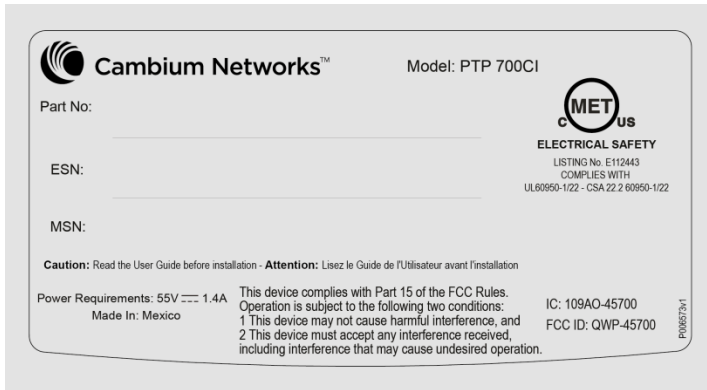 Cambium Networks™
Model: PTP 700CI
Part No:
C MET US
ELECTRICAL SAFETY
LISTING No. E112443
COMPLIES WITH
UL60950-1/22 - CSA 22.2 60950-1/22
ESN:
MSN:
Caution: Read the User Guide before installation - Attention: Lisez le Guide de l'Utilisateur avant l'installation
Power Requirements: 55V 1.4A
Made In: Mexico
This device complies with Part 15 of the FCC Rules.
Operation is subject to the following two conditions:
1 This device may not cause harmful interference, and
2 This device must accept any interference received,
including interference that may cause undesired operation.
IC: 109AO-45700
FCC ID: QWP-45700
P006573v1